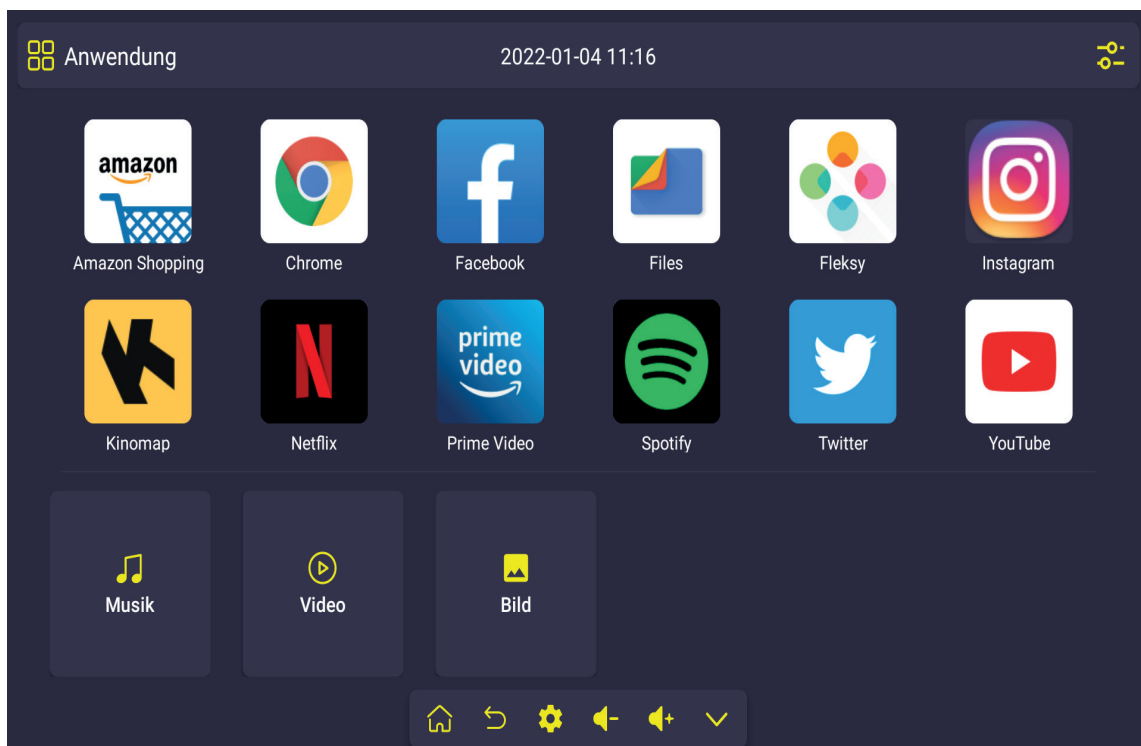 Anwendung 2022-01-04 11:16
amazon
Amazon Shopping Chrome Facebook Files Fleksy Instagram
prime
video
Kinomap Netflix Prime Video Spotify Twitter YouTube
Musik Video Bild